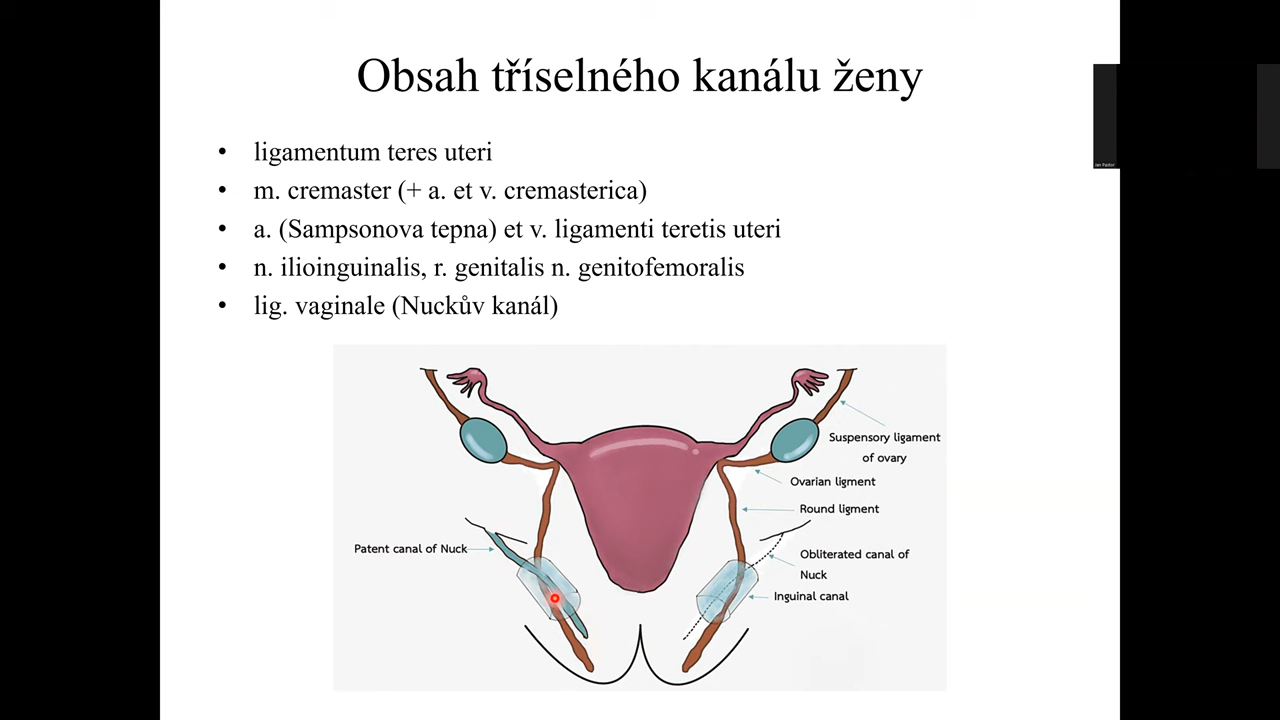 Obsah tříselného kanálu ženy
• ligamentum teres uteri
• m. cremaster (+ a. et v. cremasterica)
• a. (Sampsonova tepna) et v. ligamenti teretis uteri
• n. ilioinguinalis, r. genitalis n. genitofemoralis
• lig. vaginale (Nuckův kanál)
Suspensory ligament
of ovary
Ovarian ligment
Round ligment
Patent canal of Nuck
Obliterated canal of
Nuck
Inguinal canal
Jan Pastor